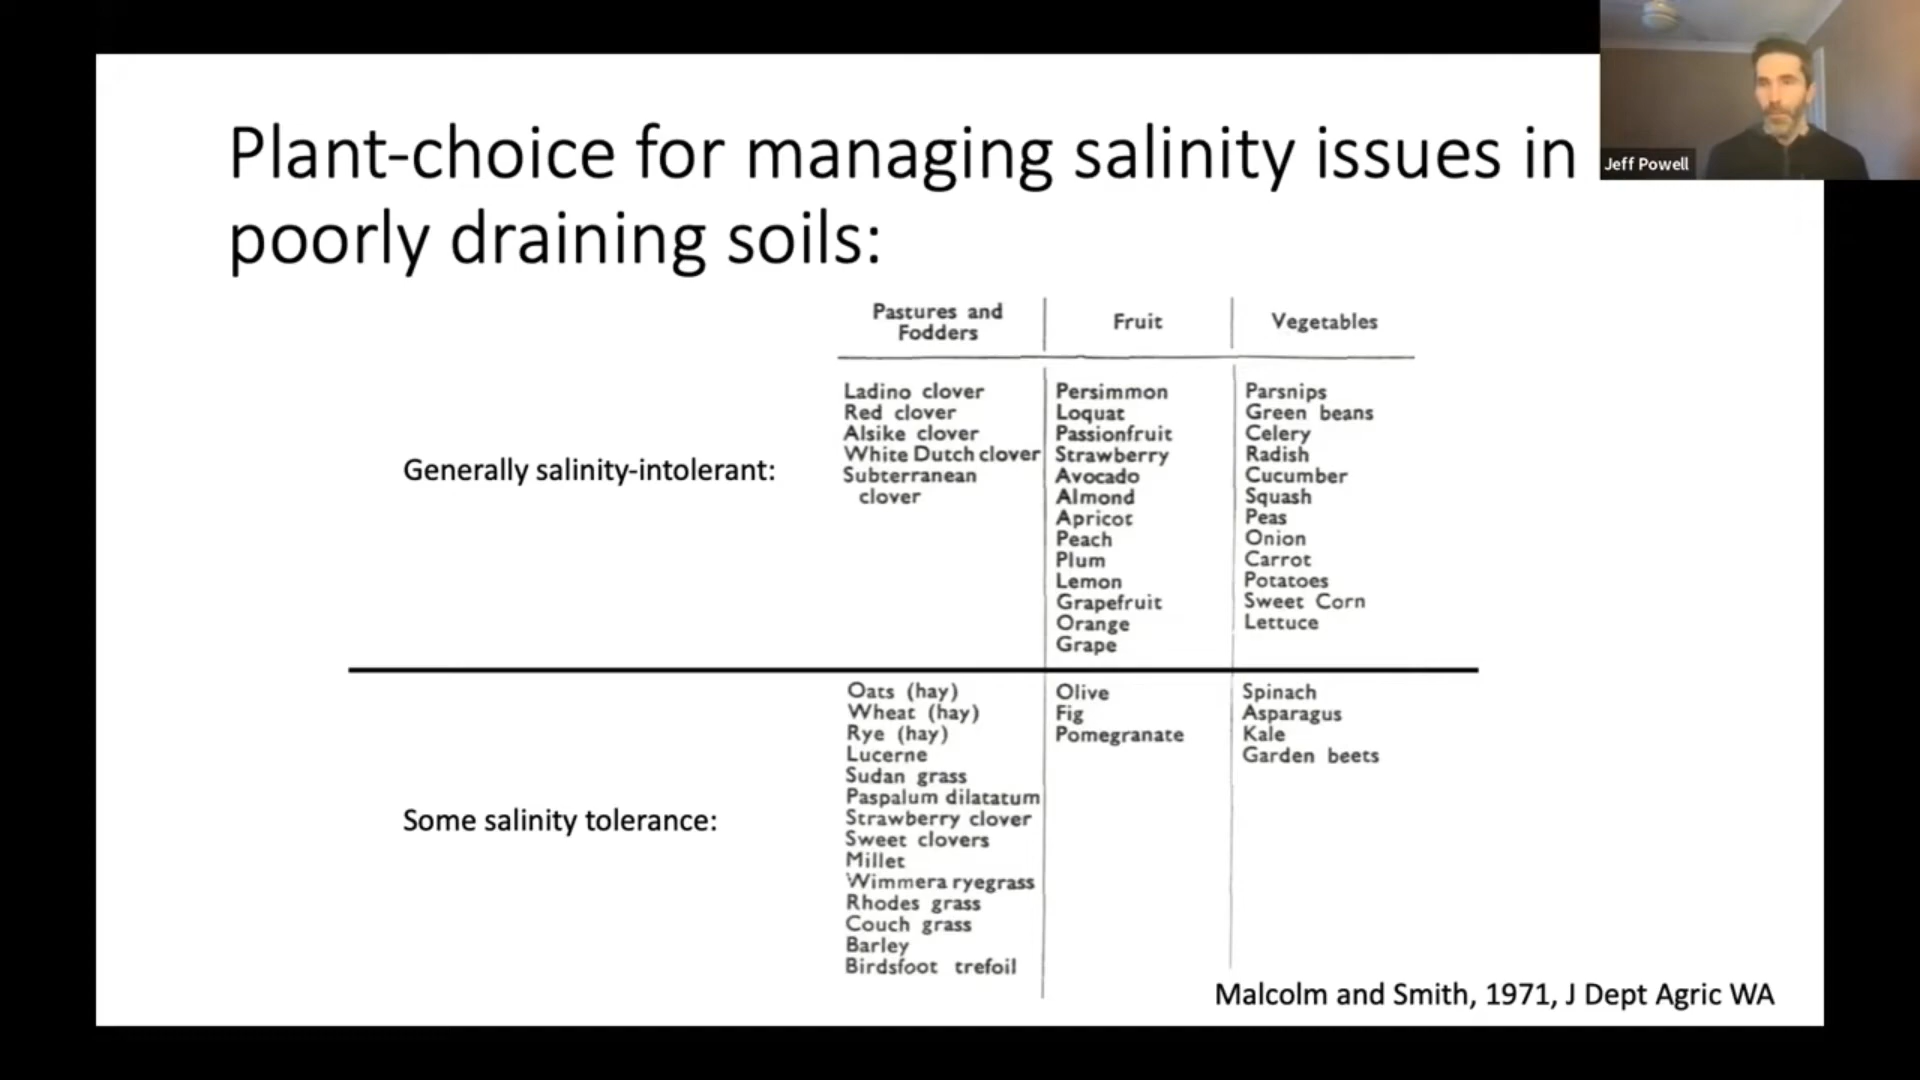 Plant-choice for managing salinity issues in
poorly draining soils:
Jeff Powell
Pastures and
Fodders
Fruit
Vegetables
Generally salinity-intolerant:
Ladino clover
Red clover
Alsike clover
White Dutch clover
Subterranean
clover
Persimmon
Loquat
Passionfruit
Strawberry
Avocado
Almond
Apricot
Peach
Plum
Lemon
Grapefruit
Orange
Grape
Parsnips
Green beans
Celery
Radish
Cucumber
Squash
Peas
Onion
Carrot
Potatoes
Sweet Corn
Lettuce
Some salinity tolerance:
Oats (hay)
Wheat (hay)
Rye (hay)
Lucerne
Sudan grass
Paspalum dilatatum
Strawberry clover
Sweet clovers
Millet
Wimmera ryegrass
Rhodes grass
Couch grass
Barley
Birdsfoot trefoil
Olive
Fig
Pomegranate
Spinach
Asparagus
Kale
Garden beets
Malcolm and Smith, 1971, J Dept Agric WA